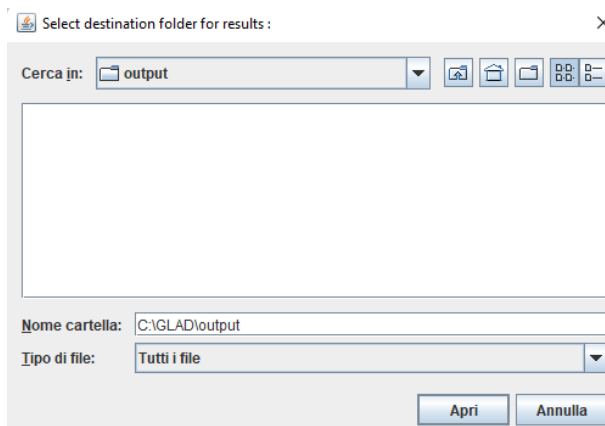 Select destination folder for results :
Cerca in: output
Nome cartella: C:\GLAD\output
Tipo di file: Tutti i file
Apri Annulla